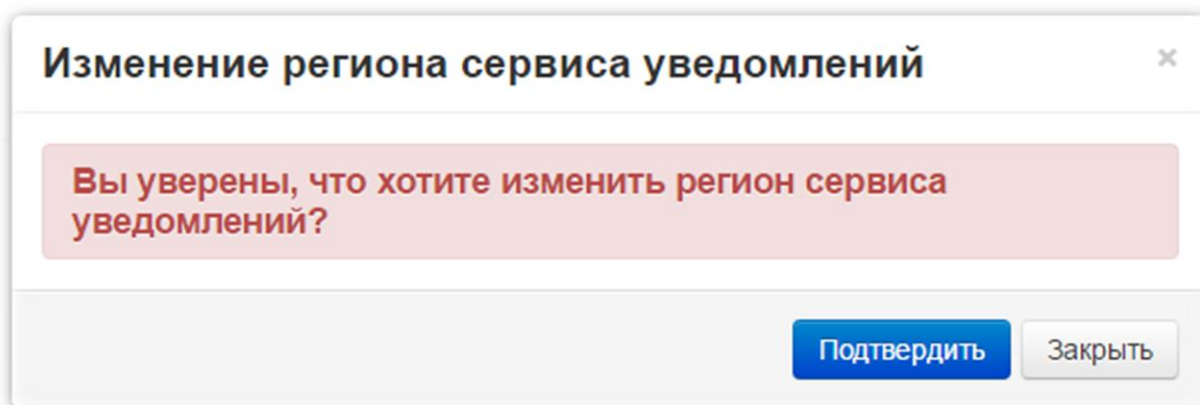 Изменение региона сервиса уведомлений ×
Вы уверены, что хотите изменить регион сервиса
уведомлений?
Подтвердить Закрыть